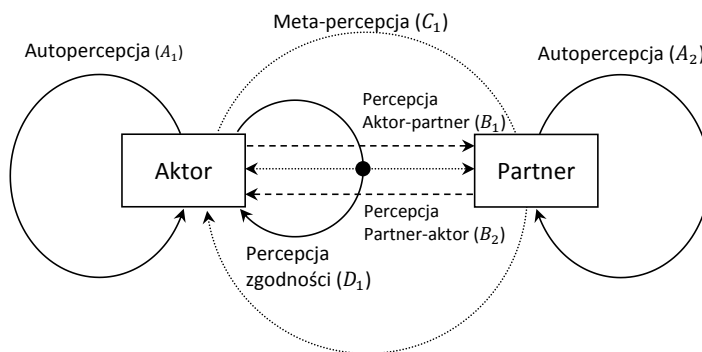 Meta-percepcja (C₁)
Autopercepcja (A₁)
Autopercepcja (A₂)
Percepcja
Aktor-partner (B₁)
Aktor
Partner
Percepcja
Partner-aktor (B₂)
Percepcja
zgodności (D₁)